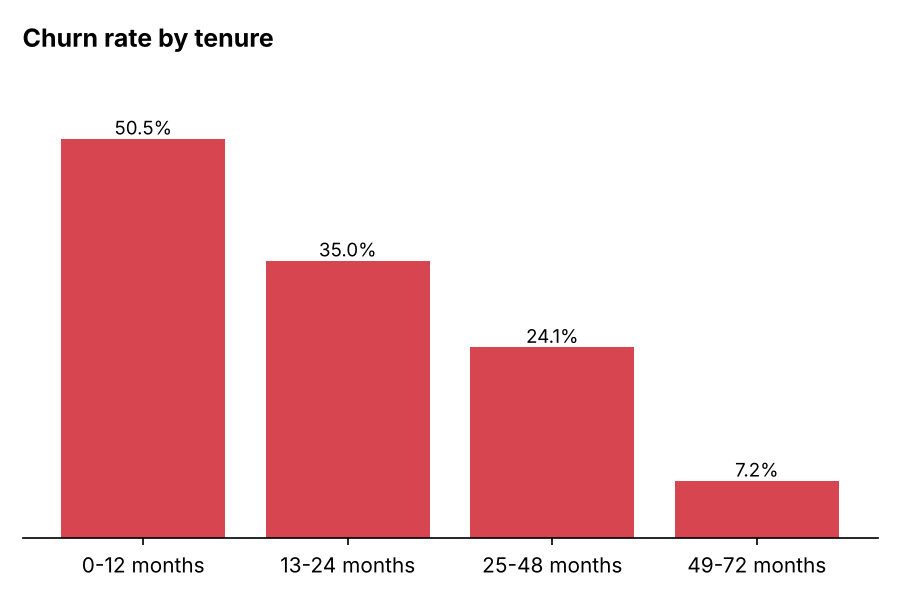 Churn rate by tenure
50.5%
35.0%
24.1%
7.2%
0-12 months
13-24 months
25-48 months
49-72 months